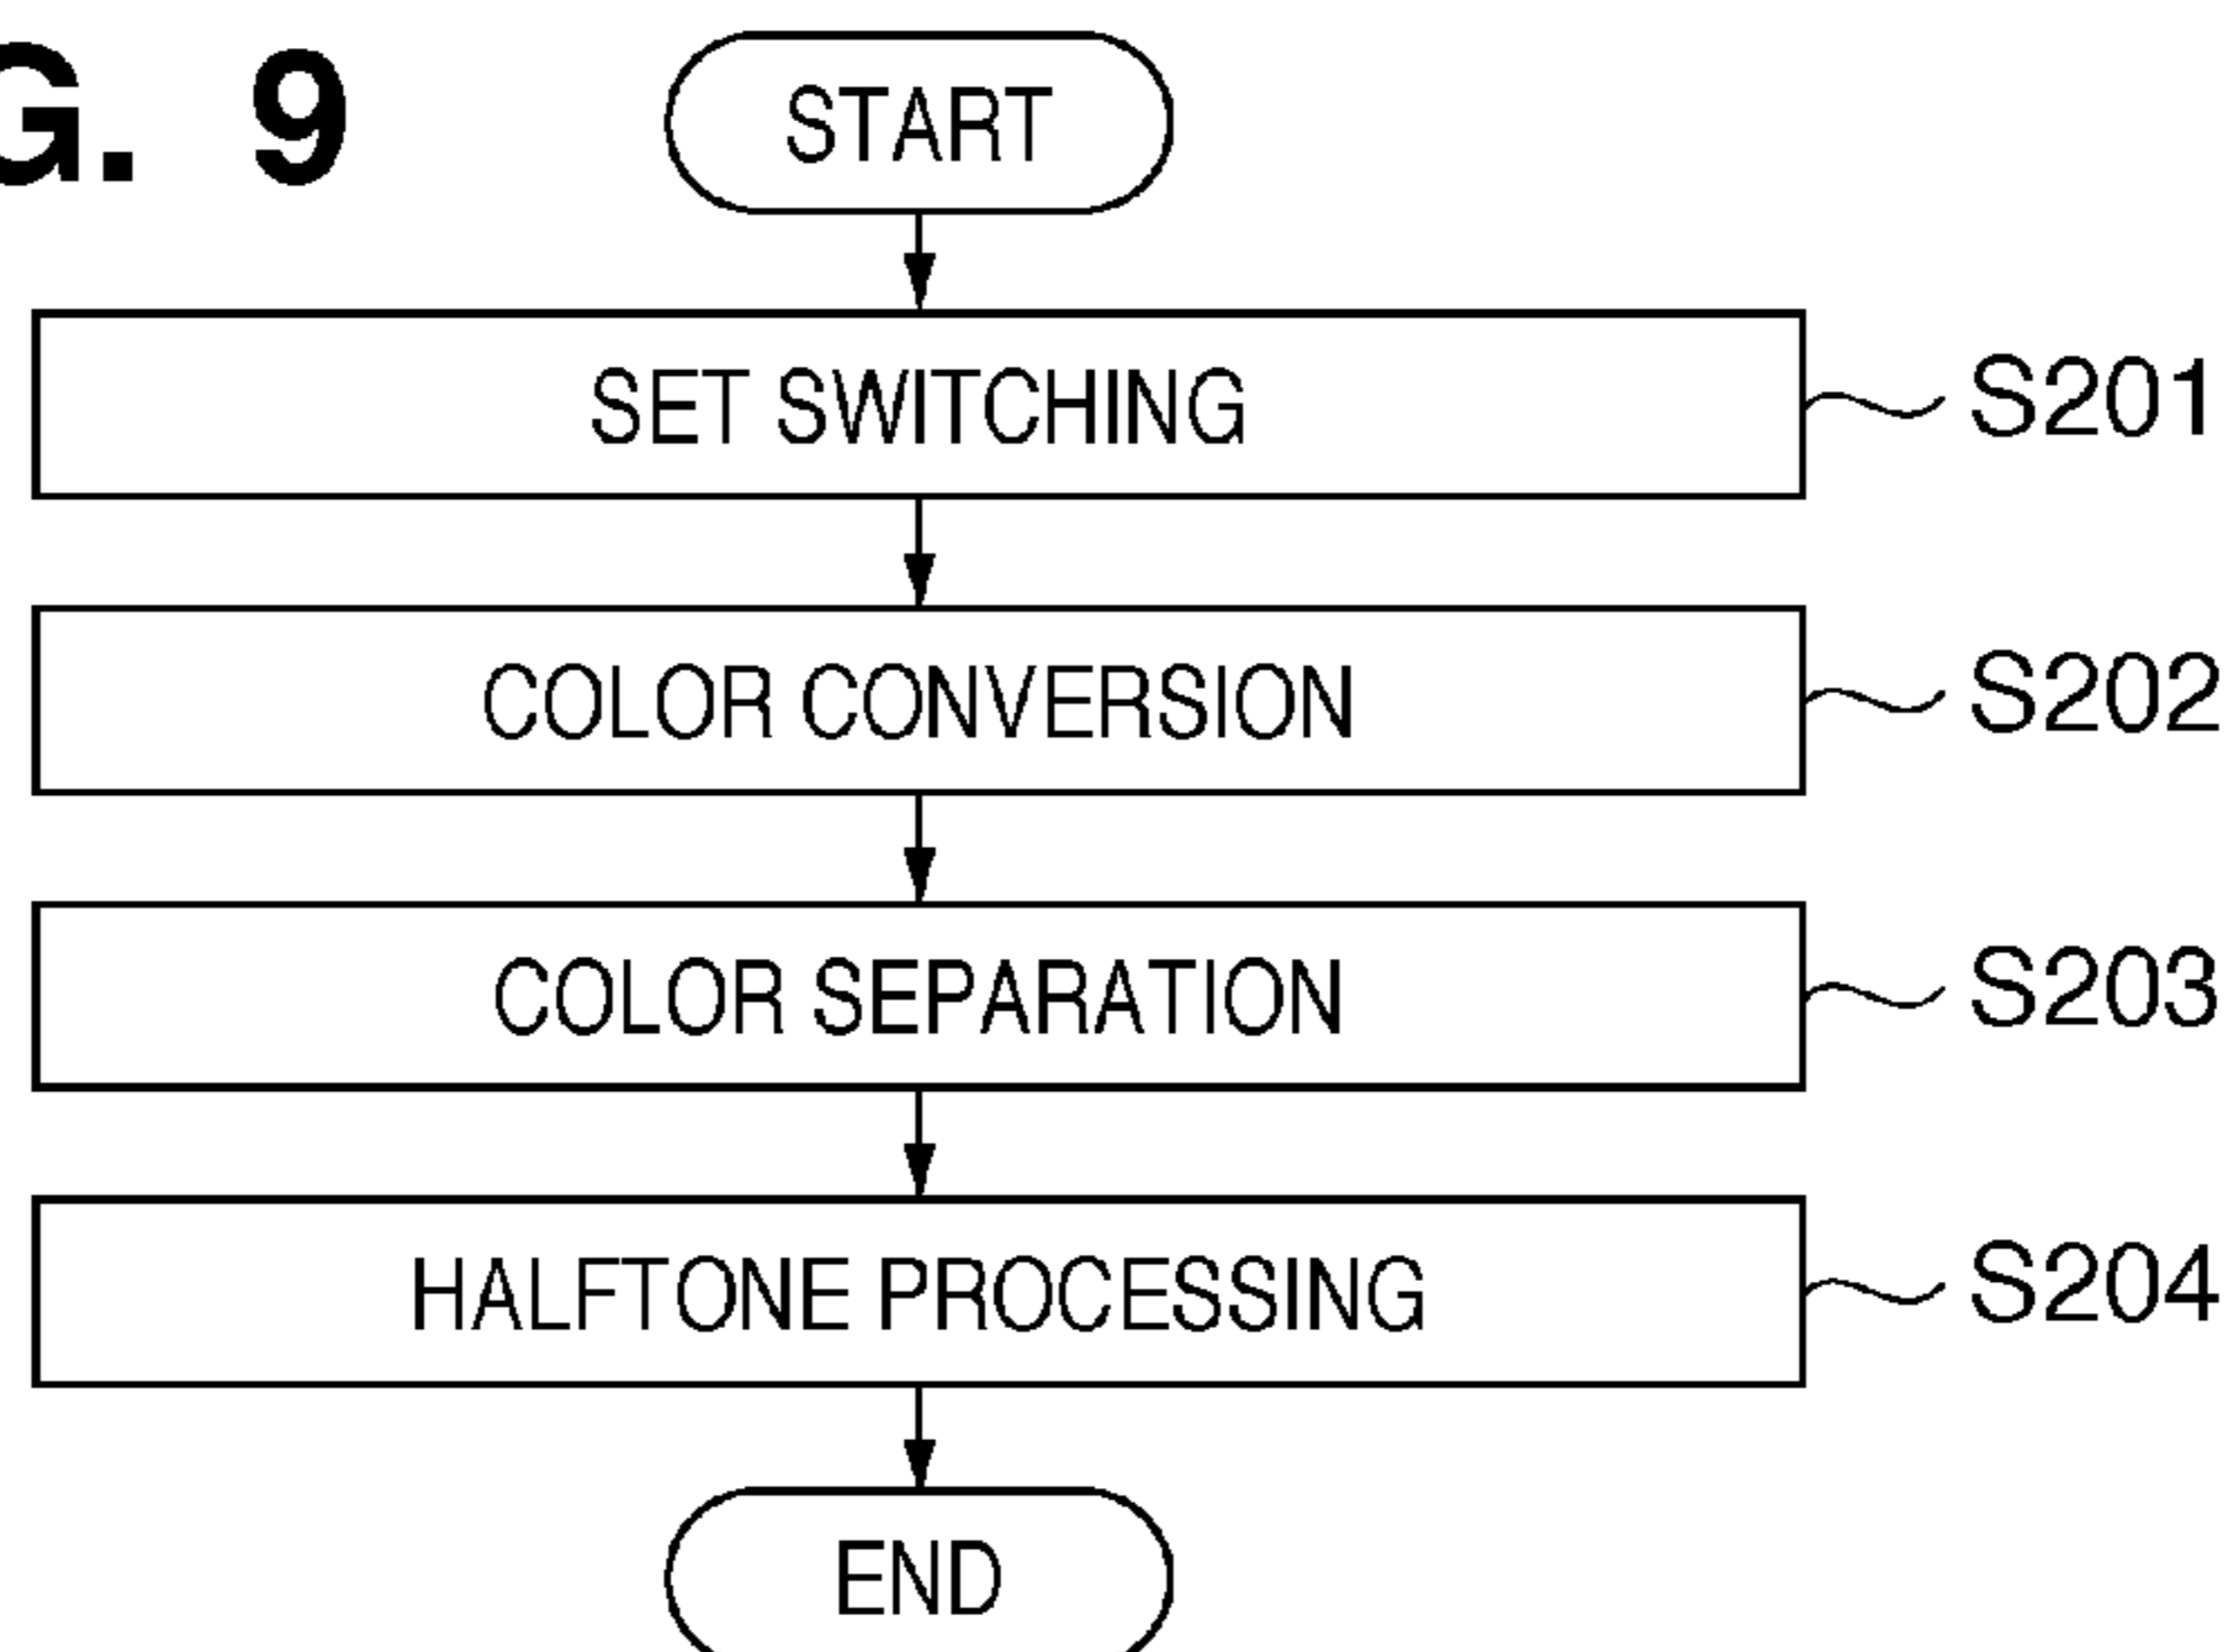 G. 9
START
SET SWITCHING
S201
COLOR CONVERSION
S202
COLOR SEPARATION
S203
HALFTONE PROCESSING
S204
END